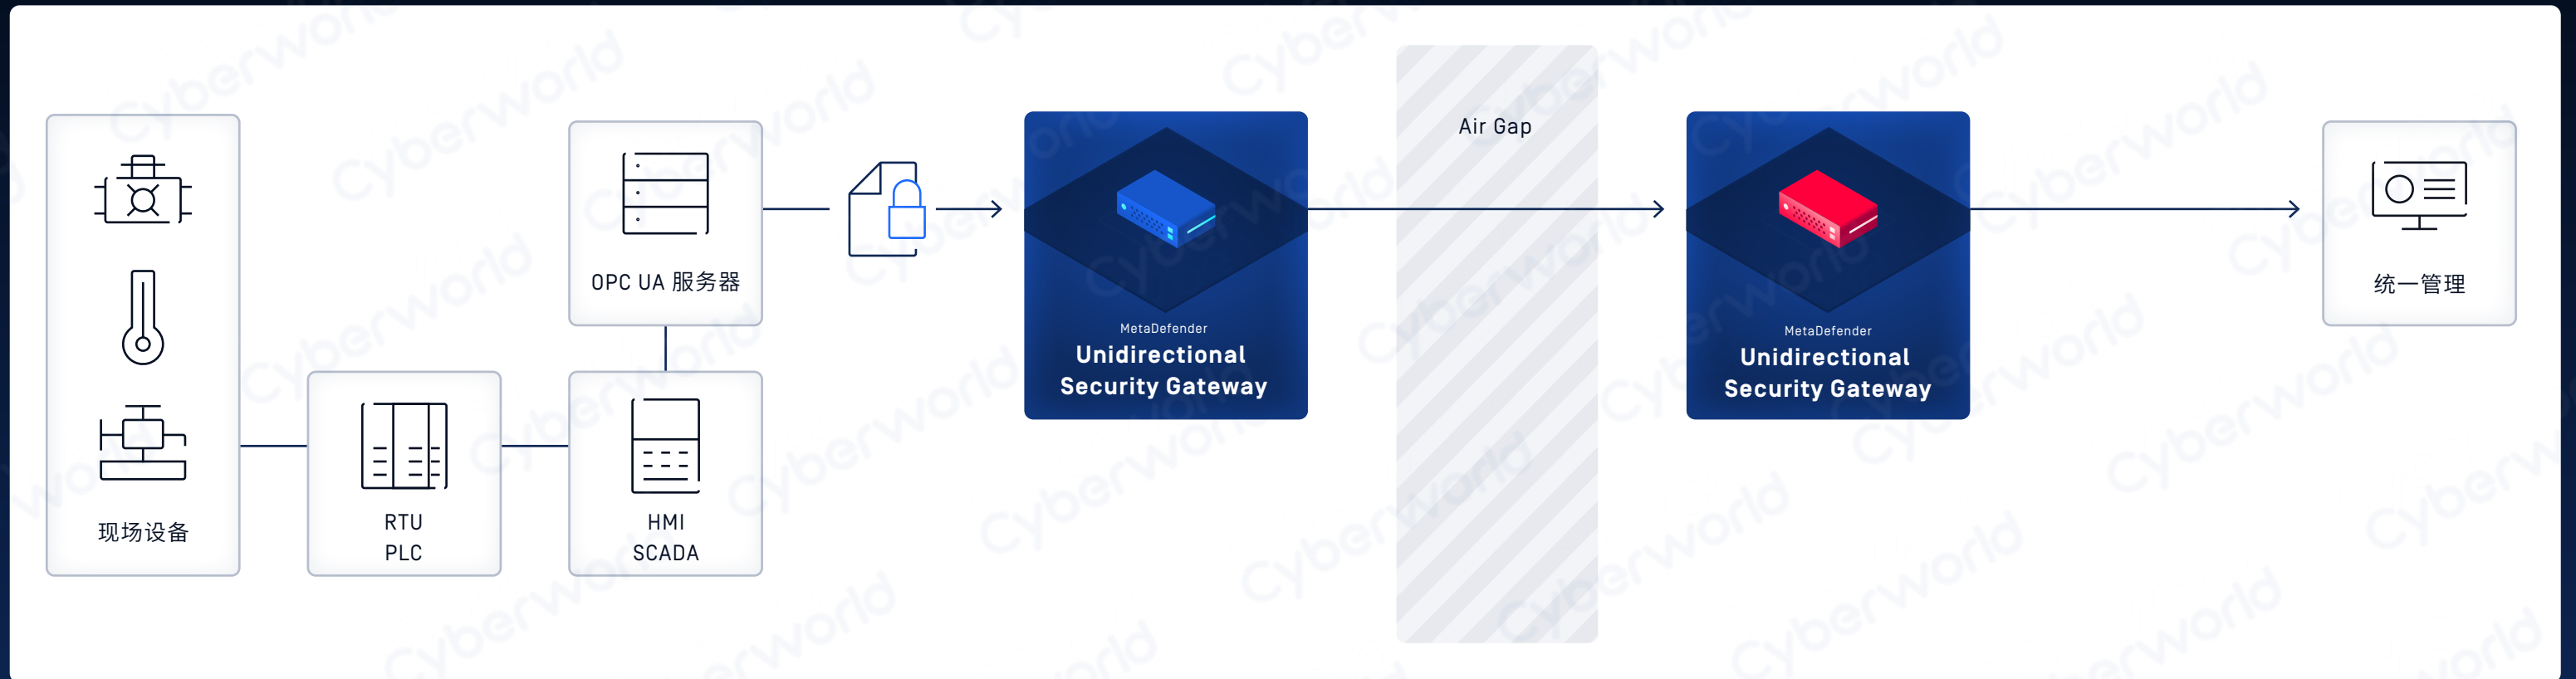 现场设备
RTU
PLC
OPC UA 服务器
HMI
SCADA
MetaDefender
Unidirectional
Security Gateway
Air Gap
MetaDefender
Unidirectional
Security Gateway
统一管理
Cyberworld